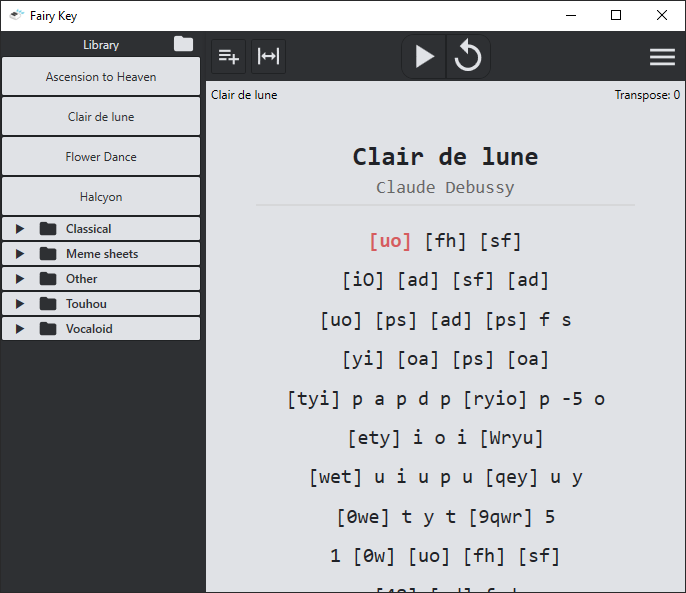 Fairy Key
Library
Ascension to Heaven
Clair de lune
Flower Dance
Halcyon
Classical
Meme sheets
Other
Touhou
Vocaloid
Clair de lune
Transpose: 0
Clair de lune
Claude Debussy
[uo] [fh] [sf]
[iO] [ad] [sf] [ad]
[uo] [ps] [ad] [ps] f s
[yi] [oa] [ps] [oa]
[tyi] p a p d p [ryio] p -5 o
[ety] i o i [Wryu]
[wet] u i u p u [qey] u y
[0we] t y t [9qwr] 5
1 [0w] [uo] [fh] [sf]